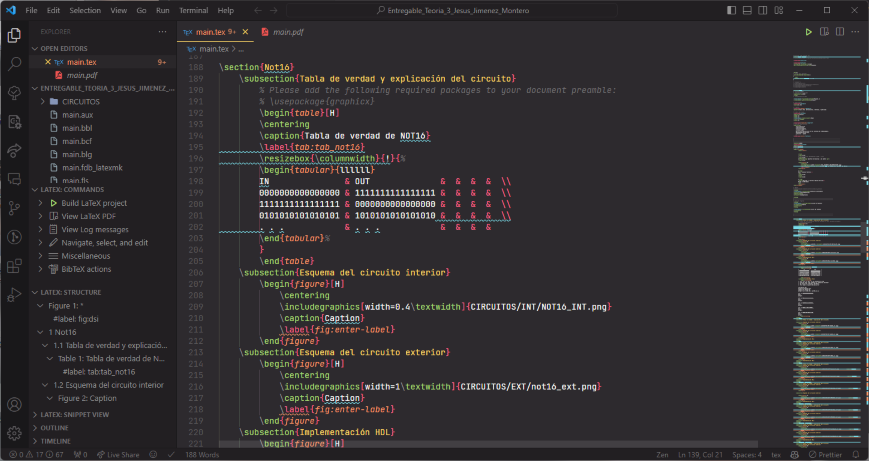 File Edit Selection View Go Run Terminal Help
Entregable_Teoria_3_Jesus_Jimenez_Montero
EXPLORER
OPEN EDITORS
main.tex 9+
main.pdf
ENTREGABLE_TEORIA_3_JESUS_JIMENEZ_...
CIRCUITOS
main.aux
main.bbl
main.bcf
main.blg
main.fdb_latexmk
main.fls
LATEX: COMMANDS
Build LaTeX project
View LaTeX PDF
View Log messages
Navigate, select, and edit
Miscellaneous
BibTeX actions
LATEX: STRUCTURE
Figure 1: *
#label: fig:dsi
1 Not16
1.1 Tabla de verdad y explicació...
Table 1: Tabla de verdad de N...
#label: tab:tab_not16
1.2 Esquema del circuito interior
Figure 2: Caption
LATEX: SNIPPET VIEW
OUTLINE
TIMELINE
main.tex 9+
main.pdf
main.tex > ...
187
188 \section{Not16}
189 \subsection{Tabla de verdad y explicación del circuito}
190 % Please add the following required packages to your document preamble:
191 % \usepackage{graphicx}
192 \begin{table}[H]
193 \centering
194 \caption{Tabla de verdad de NOT16}
195 \label{tab:tab_not16}
196 \resizebox{\columnwidth}{!}{%
197 \begin{tabular}{llllll}
198 IN & OUT & & & & \\
199 0000000000000000 & 1111111111111111 & & & & \\
200 1111111111111111 & 0000000000000000 & & & & \\
201 0101010101010101 & 1010101010101010 & & & & \\
202 . . . & . . . & & & &
203 \end{tabular}%
204 }
205 \end{table}
206 \subsection{Esquema del circuito interior}
207 \begin{figure}[H]
208 \centering
209 \includegraphics[width=0.4\textwidth]{CIRCUITOS/INT/NOT16_INT.png}
210 \caption{Caption}
211 \label{fig:enter-label}
212 \end{figure}
213 \subsection{Esquema del circuito exterior}
214 \begin{figure}[H]
215 \centering
216 \includegraphics[width=1\textwidth]{CIRCUITOS/EXT/not16_ext.png}
217 \caption{Caption}
218 \label{fig:enter-label}
219 \end{figure}
220 \subsection{Implementación HDL}
221 \begin{figure}[H]
0 17 67 0 Live Share 188 Words
Zen Ln 139, Col 21 Spaces: 4 tex Prettier